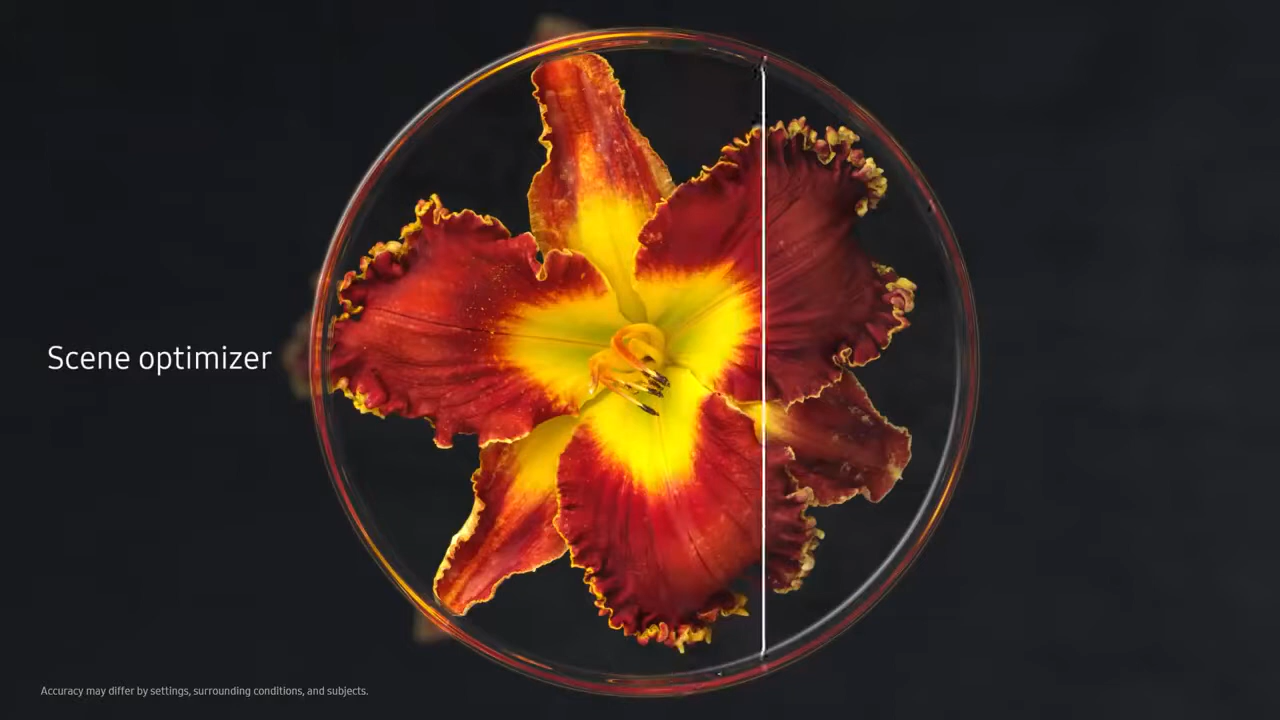 Scene optimizer
Accuracy may differ by settings, surrounding conditions, and subjects.